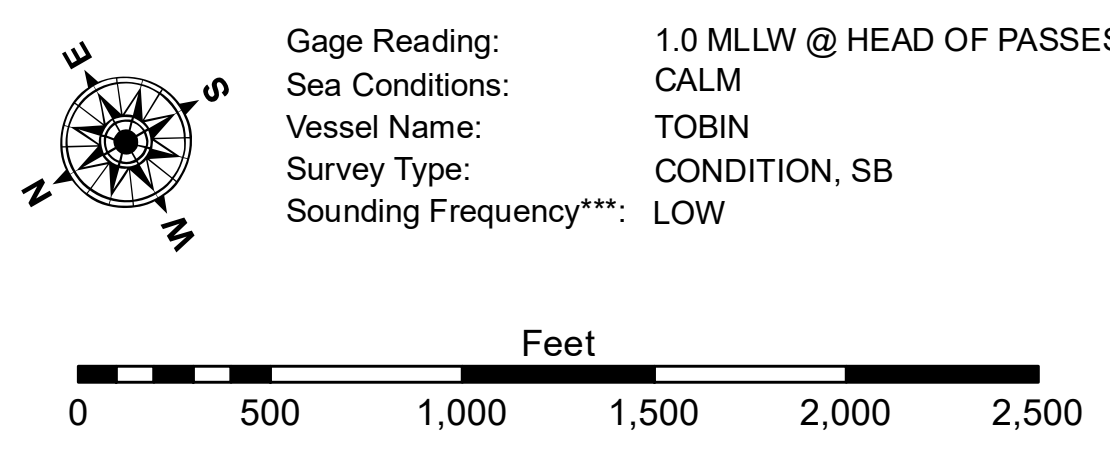 E
S
N
W
Gage Reading: 1.0 MLLW @ HEAD OF PASSES
Sea Conditions: CALM
Vessel Name: TOBIN
Survey Type: CONDITION, SB
Sounding Frequency***: LOW
Feet
0 500 1,000 1,500 2,000 2,500